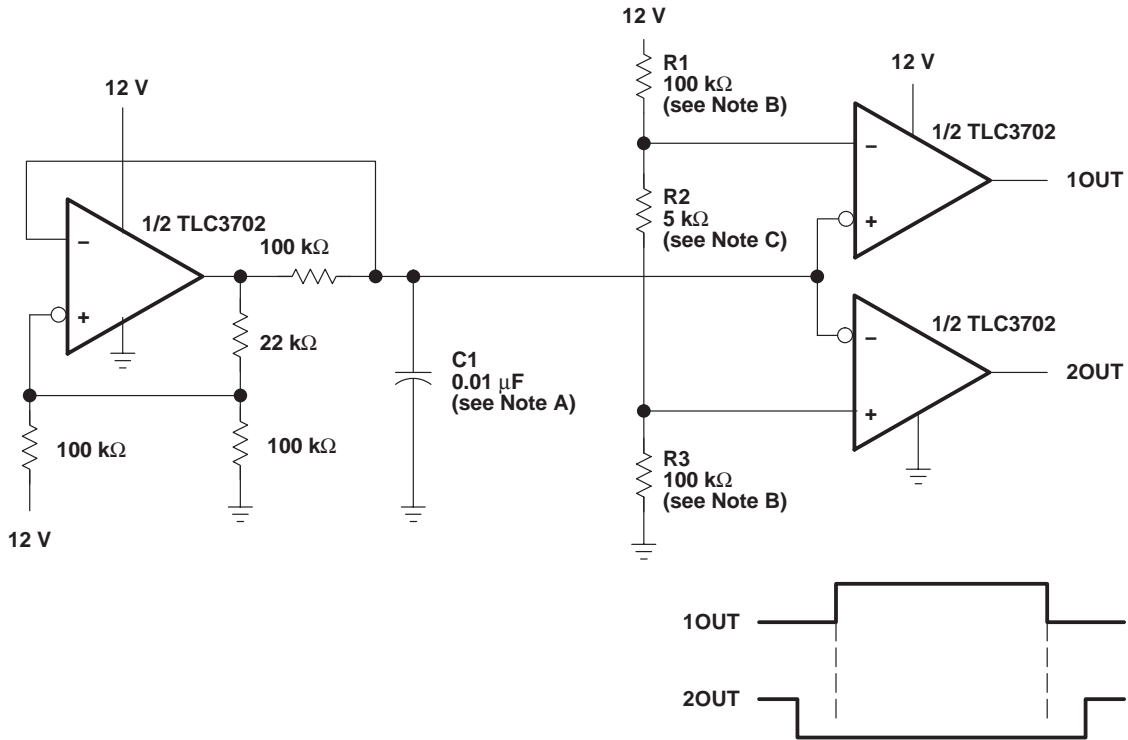 12 V
1/2 TLC3702
−
+
100 kΩ
22 kΩ
100 kΩ
100 kΩ
12 V
C1
0.01 μF
(see Note A)
12 V
R1
100 kΩ
(see Note B)
R2
5 kΩ
(see Note C)
R3
100 kΩ
(see Note B)
12 V
1/2 TLC3702
−
+
1OUT
1/2 TLC3702
−
+
2OUT
1OUT
2OUT